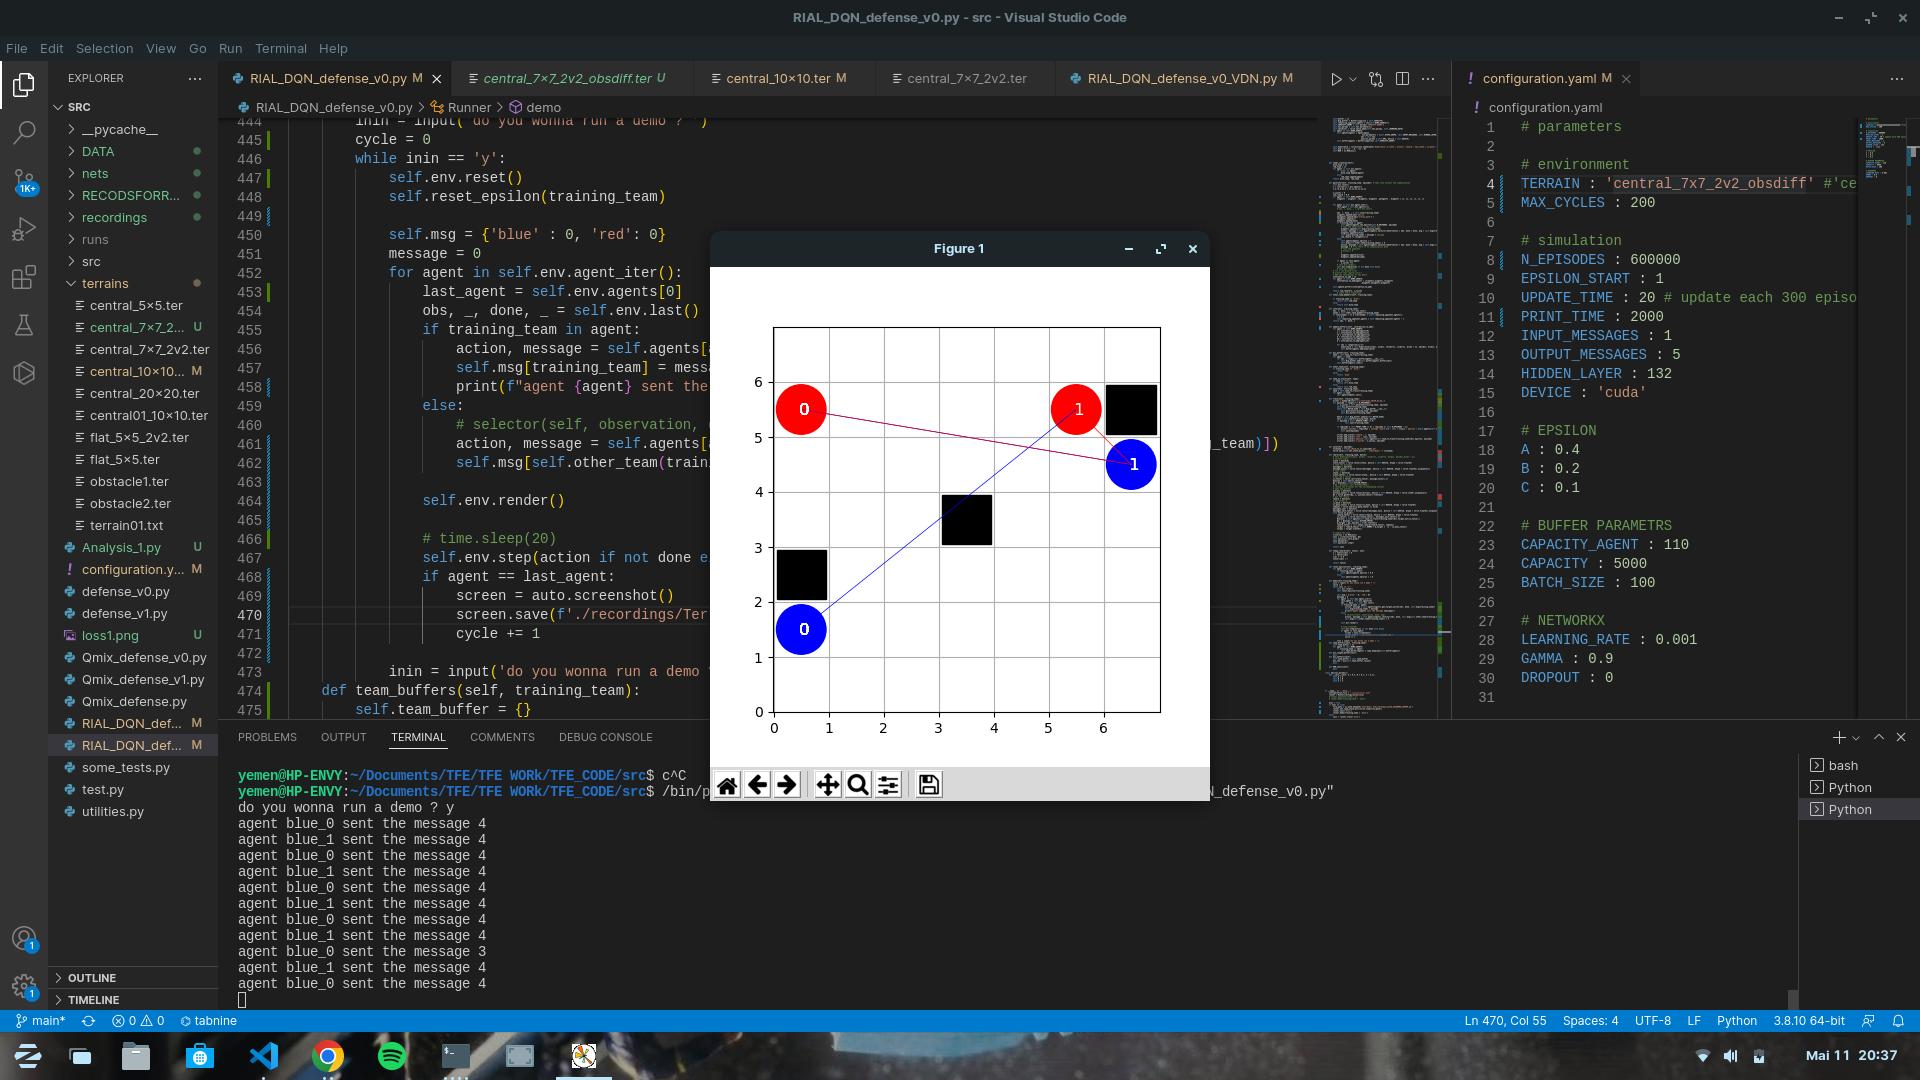 RIAL_DQN_defense_v0.py - src - Visual Studio Code
File Edit Selection View Go Run Terminal Help
EXPLORER
SRC
__pycache__
DATA
nets
RECODSFORR...
recordings
runs
src
terrains
central_5×5.ter
central_7×7_2... U
central_7×7_2v2.ter
central_10×10... M
central_20×20.ter
central01_10×10.ter
flat_5×5_2v2.ter
flat_5×5.ter
obstacle1.ter
obstacle2.ter
terrain01.txt
Analysis_1.py U
configuration.y... M
defense_v0.py
defense_v1.py
loss1.png U
Qmix_defense_v0.py
Qmix_defense_v1.py
Qmix_defense.py
RIAL_DQN_def... M
RIAL_DQN_def... M
some_tests.py
test.py
utilities.py
OUTLINE
TIMELINE
1K+
1
1
RIAL_DQN_defense_v0.py M
central_7×7_2v2_obsdiff.ter U
central_10×10.ter M
central_7×7_2v2.ter
RIAL_DQN_defense_v0_VDN.py M
RIAL_DQN_defense_v0.py > Runner > demo
444 inin = input('do you wonna run a demo ? ')
445 cycle = 0
446 while inin == 'y':
447 self.env.reset()
448 self.reset_epsilon(training_team)
449
450 self.msg = {'blue' : 0, 'red': 0}
451 message = 0
452 for agent in self.env.agent_iter():
453 last_agent = self.env.agents[0]
454 obs, _, done, _ = self.env.last()
455 if training_team in agent:
456 action, message = self.agents[
457 self.msg[training_team] = mess
458 print(f"agent {agent} sent the
459 else:
460 # selector(self, observation,
461 action, message = self.agents[ _team)])
462 self.msg[self.other_team(train
463
464 self.env.render()
465
466 # time.sleep(20)
467 self.env.step(action if not done
468 if agent == last_agent:
469 screen = auto.screenshot()
470 screen.save(f'./recordings/Ter
471 cycle += 1
472
473 inin = input('do you wonna run a demo
474 def team_buffers(self, training_team):
475 self.team_buffer = {}
Figure 1
6
5
4
3
2
1
0
0 1 2 3 4 5 6
0
1
1
0
configuration.yaml M
configuration.yaml
1 # parameters
2
3 # environment
4 TERRAIN : 'central_7x7_2v2_obsdiff' #'ce
5 MAX_CYCLES : 200
6
7 # simulation
8 N_EPISODES : 600000
9 EPSILON_START : 1
10 UPDATE_TIME : 20 # update each 300 episo
11 PRINT_TIME : 2000
12 INPUT_MESSAGES : 1
13 OUTPUT_MESSAGES : 5
14 HIDDEN_LAYER : 132
15 DEVICE : 'cuda'
16
17 # EPSILON
18 A : 0.4
19 B : 0.2
20 C : 0.1
21
22 # BUFFER PARAMETRS
23 CAPACITY_AGENT : 110
24 CAPACITY : 5000
25 BATCH_SIZE : 100
26
27 # NETWORKX
28 LEARNING_RATE : 0.001
29 GAMMA : 0.9
30 DROPOUT : 0
31
PROBLEMS OUTPUT TERMINAL COMMENTS DEBUG CONSOLE
yemen@HP-ENVY:~/Documents/TFE/TFE WORk/TFE_CODE/src$ c^C
yemen@HP-ENVY:~/Documents/TFE/TFE WORk/TFE_CODE/src$ /bin/p N_defense_v0.py"
do you wonna run a demo ? y
agent blue_0 sent the message 4
agent blue_1 sent the message 4
agent blue_0 sent the message 4
agent blue_1 sent the message 4
agent blue_0 sent the message 4
agent blue_1 sent the message 4
agent blue_0 sent the message 4
agent blue_1 sent the message 4
agent blue_0 sent the message 3
agent blue_1 sent the message 4
agent blue_0 sent the message 4
bash
Python
Python
main* 0 0 tabnine
Ln 470, Col 55 Spaces: 4 UTF-8 LF Python 3.8.10 64-bit
Mai 11 20:37